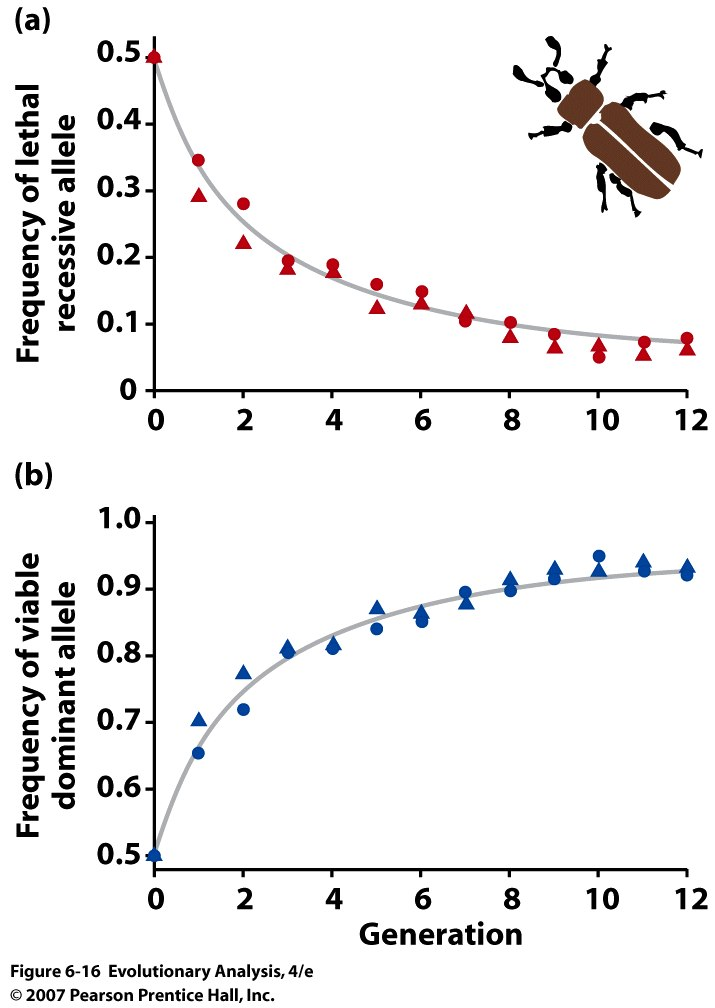 (a)
Frequency of lethal
recessive allele
0.5
0.4
0.3
0.2
0.1
0
0 2 4 6 8 10 12
(b)
Frequency of viable
dominant allele
1.0
0.9
0.8
0.7
0.6
0.5
0 2 4 6 8 10 12
Generation
Figure 6-16 Evolutionary Analysis, 4/e
© 2007 Pearson Prentice Hall, Inc.